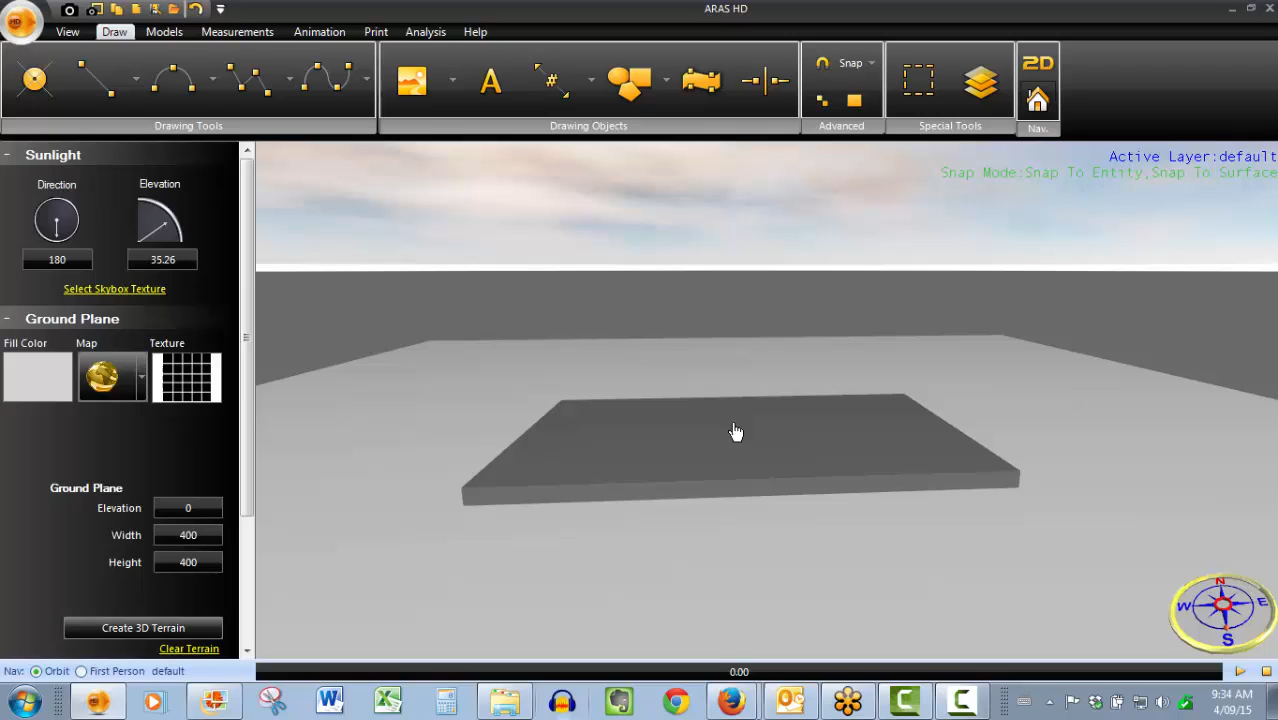 ARAS HD
HD
View Draw Models Measurements Animation Print Analysis Help
A # Snap 2D
Drawing Tools Drawing Objects Advanced Special Tools Nav.
Sunlight
Active Layer:default
Snap Mode:Snap To Entity,Snap To Surface
Direction Elevation
180 35.26
Select Skybox Texture
Ground Plane
Fill Color Map Texture
Ground Plane
Elevation 0
Width 400
Height 400
N
W E
S
Create 3D Terrain
Clear Terrain
Nav: Orbit First Person default 0.00
9:34 AM
4/09/15